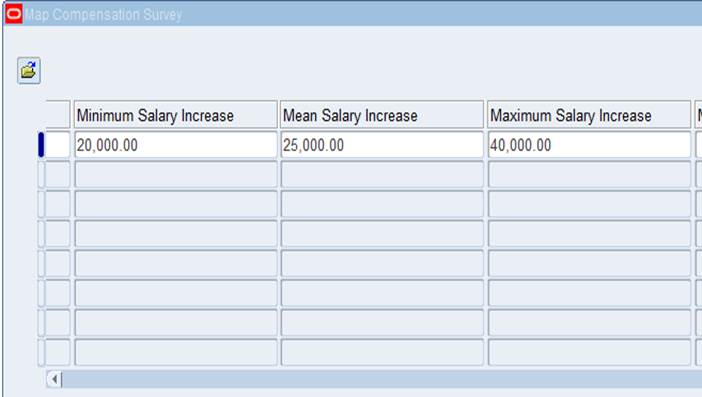 Map Compensation Survey
Minimum Salary Increase Mean Salary Increase Maximum Salary Increase
20,000.00 25,000.00 40,000.00